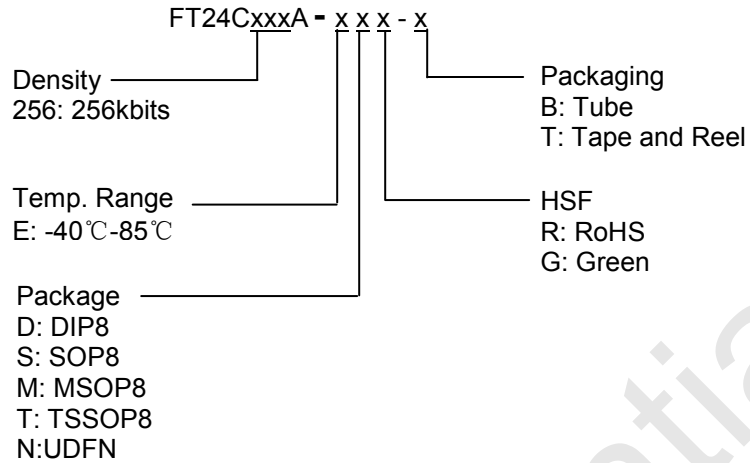 FT24CxxxA - x x x - x
Density
256: 256kbits
Packaging
B: Tube
T: Tape and Reel
Temp. Range
E: -40℃-85℃
HSF
R: RoHS
G: Green
Package
D: DIP8
S: SOP8
M: MSOP8
T: TSSOP8
N:UDFN